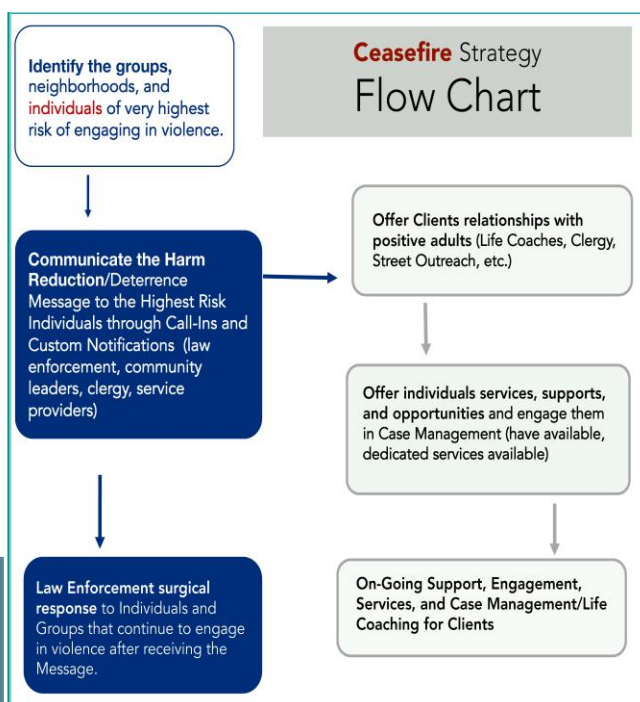 Ceasefire Strategy
Flow Chart
Identify the groups,
neighborhoods, and
individuals of very highest
risk of engaging in violence.
Communicate the Harm
Reduction/Deterrence
Message to the Highest Risk
Individuals through Call-Ins and
Custom Notifications (law
enforcement, community
leaders, clergy, service
providers)
Offer Clients relationships with
positive adults (Life Coaches, Clergy,
Street Outreach, etc.)
Offer individuals services, supports,
and opportunities and engage them
in Case Management (have available,
dedicated services available)
Law Enforcement surgical
response to Individuals and
Groups that continue to engage
in violence after receiving the
Message.
On-Going Support, Engagement,
Services, and Case Management/Life
Coaching for Clients